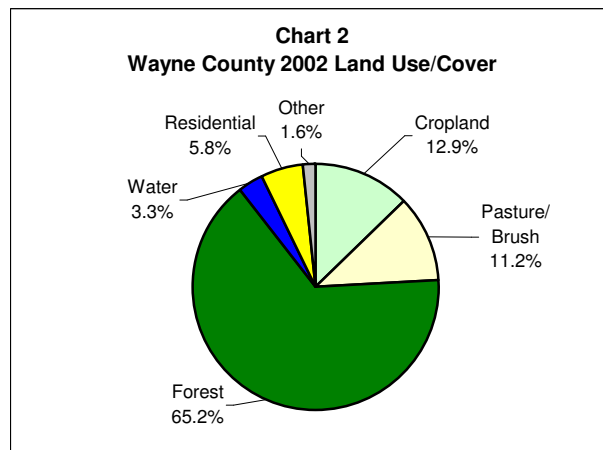 Chart 2
Wayne County 2002 Land Use/Cover
Other
1.6%
Residential
5.8%
Cropland
12.9%
Water
3.3%
Pasture/
Brush
11.2%
Forest
65.2%